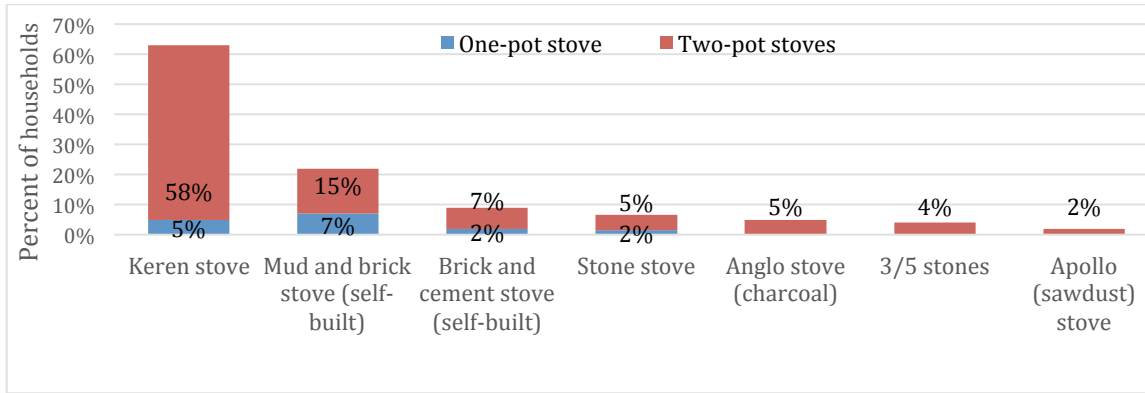 Percent of households
70%
60%
50%
40%
30%
20%
10%
0%
One-pot stove
Two-pot stoves
58%
5%
15%
7%
7%
2%
5%
2%
5%
4%
2%
Keren stove
Mud and brick
stove (self-
built)
Brick and
cement stove
(self-built)
Stone stove
Anglo stove
(charcoal)
3/5 stones
Apollo
(sawdust)
stove